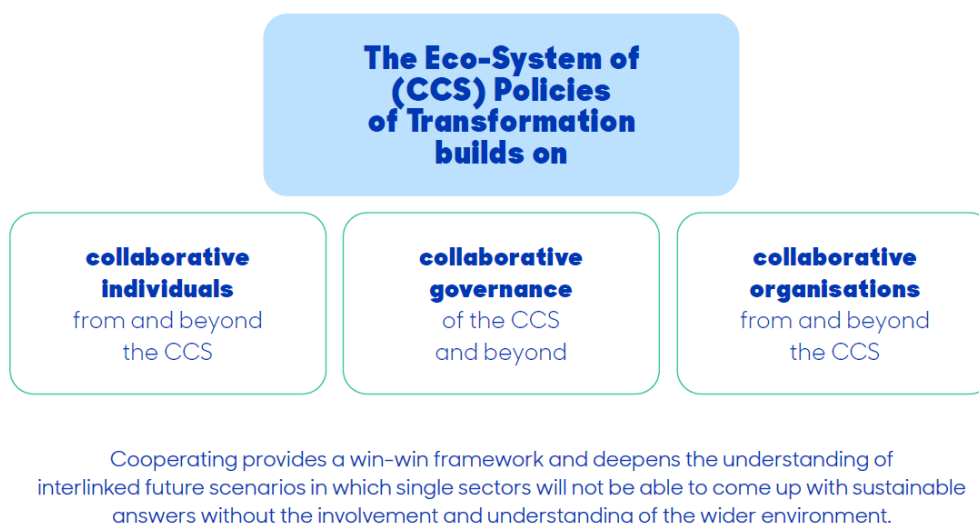 The Eco-System of
(CCS) Policies
of Transformation
builds on
collaborative
individuals
from and beyond
the CCS
collaborative
governance
of the CCS
and beyond
collaborative
organisations
from and beyond
the CCS
Cooperating provides a win-win framework and deepens the understanding of
interlinked future scenarios in which single sectors will not be able to come up with sustainable
answers without the involvement and understanding of the wider environment.